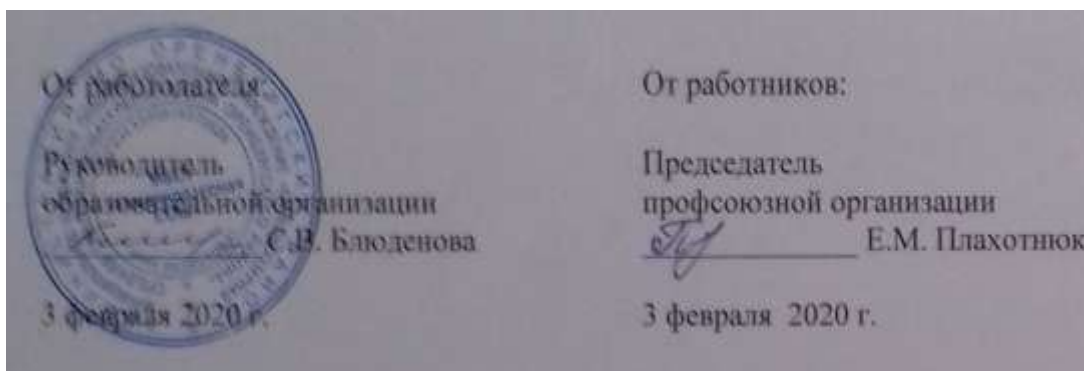 От работодателя:
Руководитель
образовательной организации
С.В. Блюденова
3 февраля 2020 г.
От работников:
Председатель
профсоюзной организации
Е.М. Плахотнюк
3 февраля 2020 г.